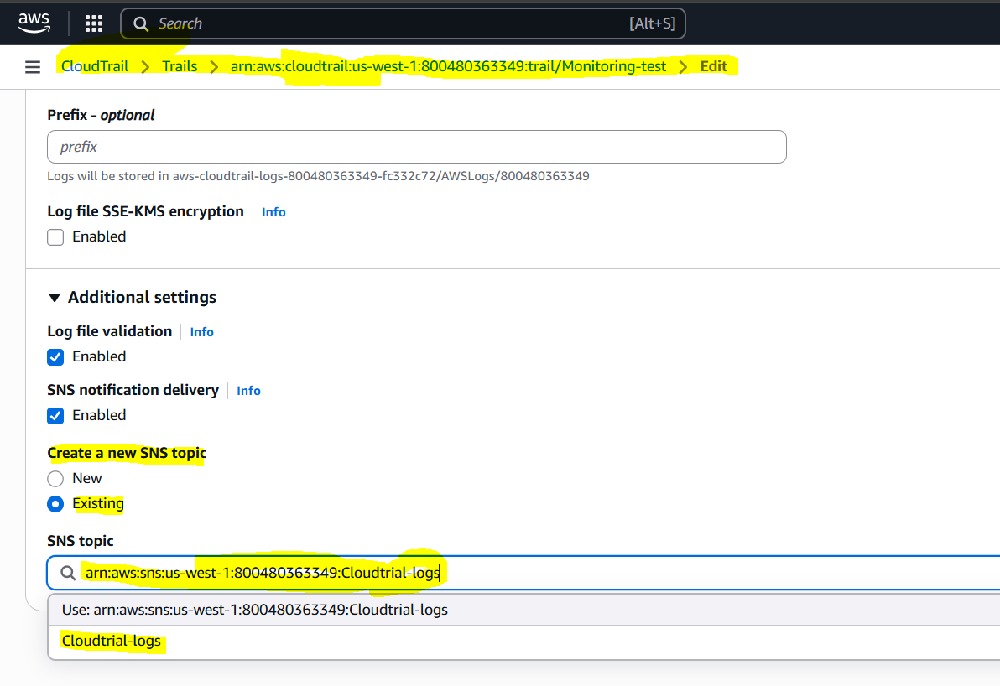 aws Search [Alt+S]
CloudTrail > Trails > arn:aws:cloudtrail:us-west-1:800480363349:trail/Monitoring-test > Edit
Prefix - optional
prefix
Logs will be stored in aws-cloudtrail-logs-800480363349-fc332c72/AWSLogs/800480363349
Log file SSE-KMS encryption | Info
Enabled
Additional settings
Log file validation | Info
Enabled
SNS notification delivery | Info
Enabled
Create a new SNS topic
New
Existing
SNS topic
arn:aws:sns:us-west-1:800480363349:Cloudtrial-logs
Use: arn:aws:sns:us-west-1:800480363349:Cloudtrial-logs
Cloudtrial-logs